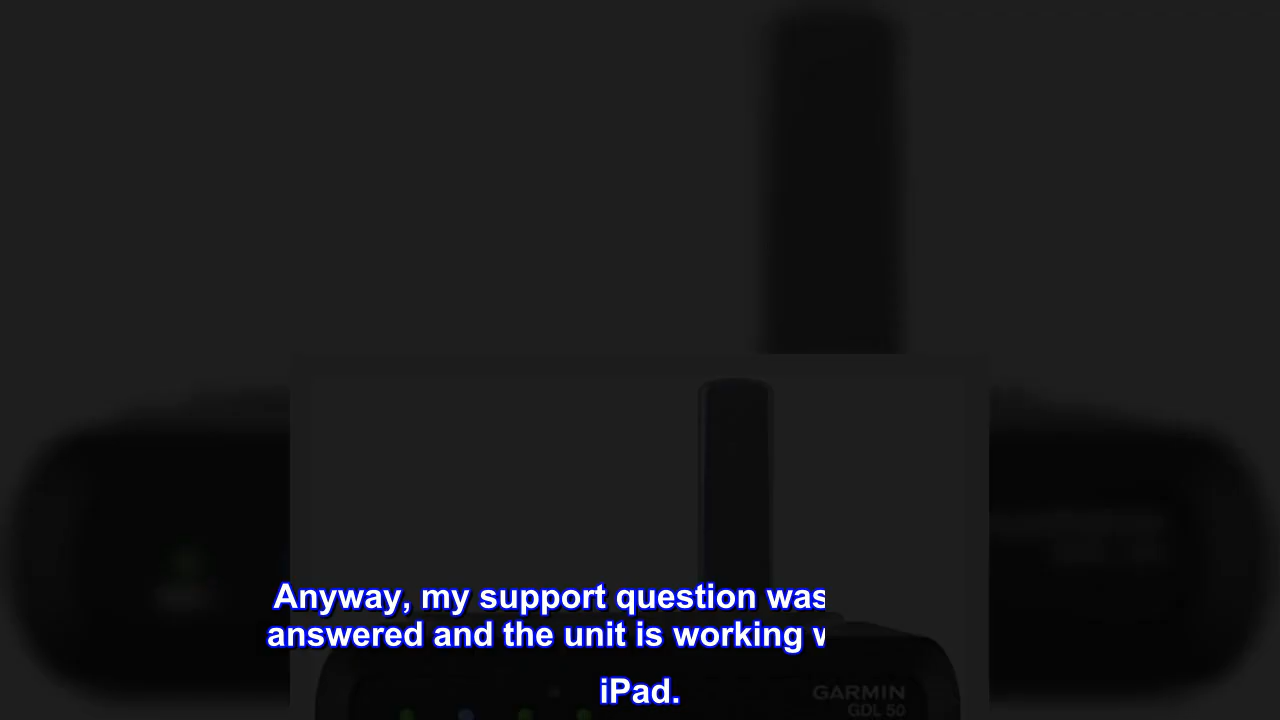 Anyway, my support question was
answered and the unit is working
iPad.
GARMIN
GDL 50